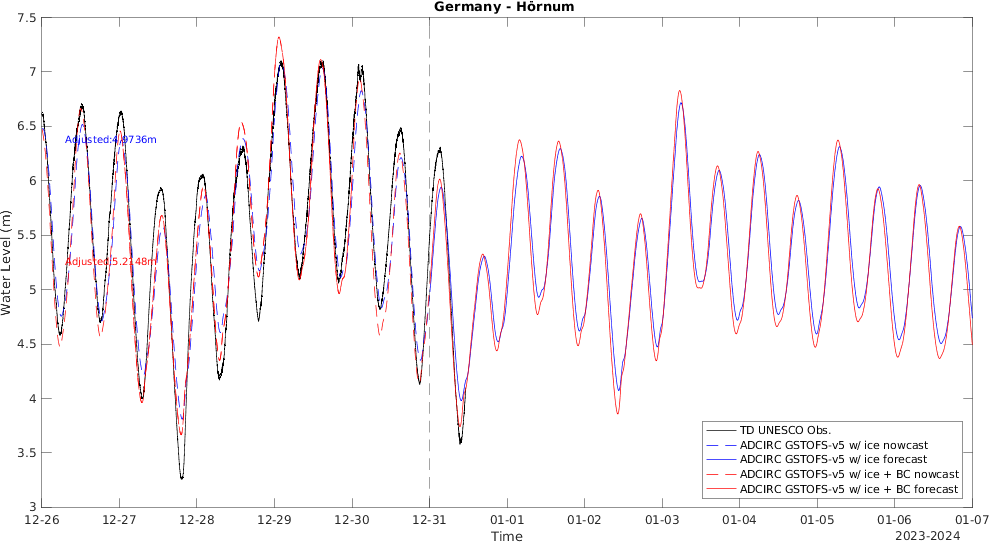 Germany - Hörnum
7.5
7
6.5
6
5.5
5
4.5
4
3.5
3
Water Level (m)
Adjusted:4.9736m
Adjusted:5.2148m
TD UNESCO Obs.
ADCIRC GSTOFS-v5 w/ ice nowcast
ADCIRC GSTOFS-v5 w/ ice forecast
ADCIRC GSTOFS-v5 w/ ice + BC nowcast
ADCIRC GSTOFS-v5 w/ ice + BC forecast
12-26 12-27 12-28 12-29 12-30 12-31 01-01 01-02 01-03 01-04 01-05 01-06 01-07
Time
2023-2024